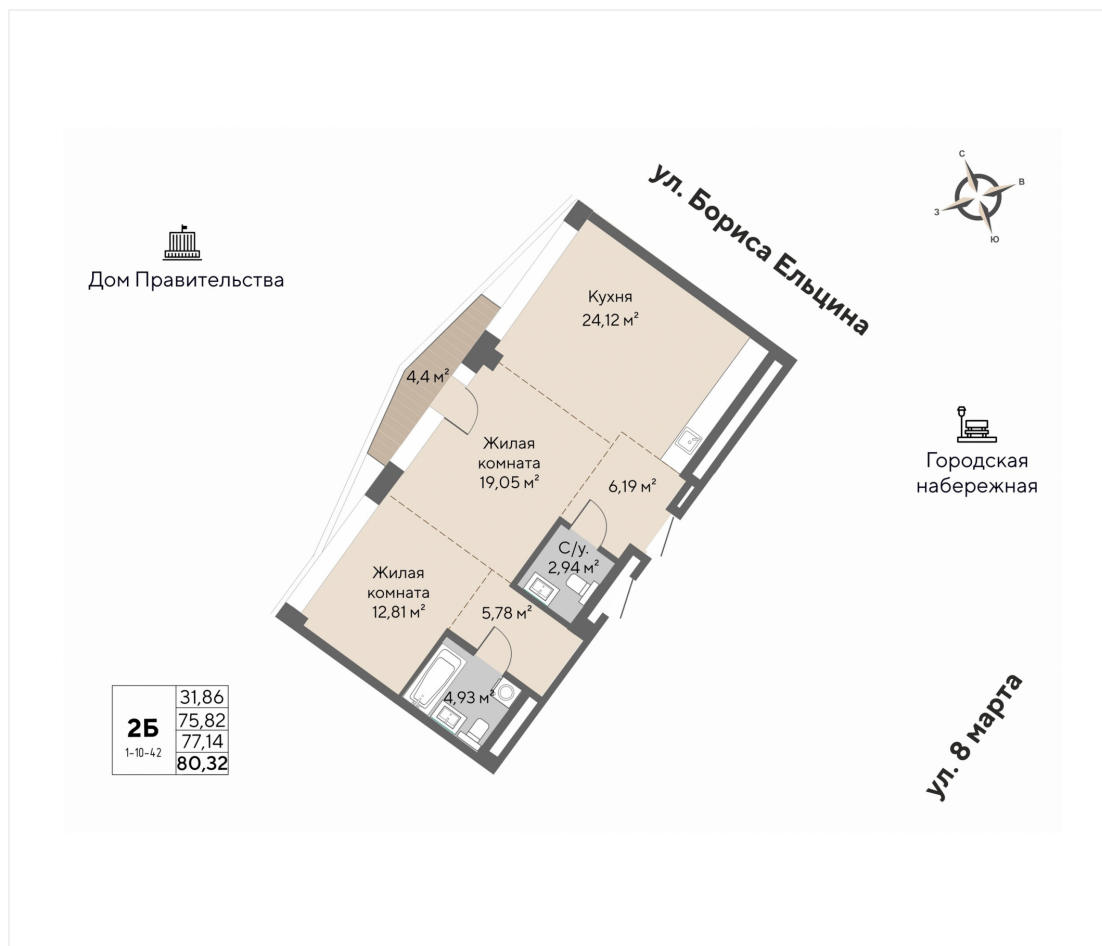 ул. Бориса Ельцина
С
В
З
Ю
Дом Правительства
Кухня
24,12 м²
4,4 м²
Жилая
комната
19,05 м²
6,19 м²
Городская
набережная
С/у.
2,94 м²
Жилая
комната
12,81 м²
5,78 м²
4,93 м²
2Б
1-10-42
31,86
75,82
77,14
80,32
ул. 8 марта